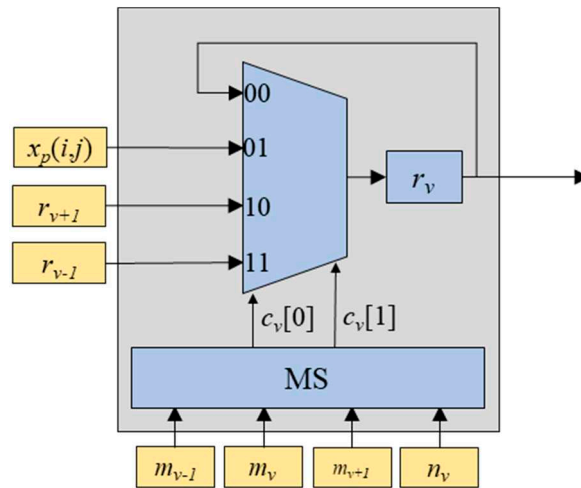 00
x_p(i,j)
01
r_{v+1}
10
r_v
r_{v-1}
11
c_v[0]
c_v[1]
MS
m_{v-1}
m_v
m_{v+1}
n_v